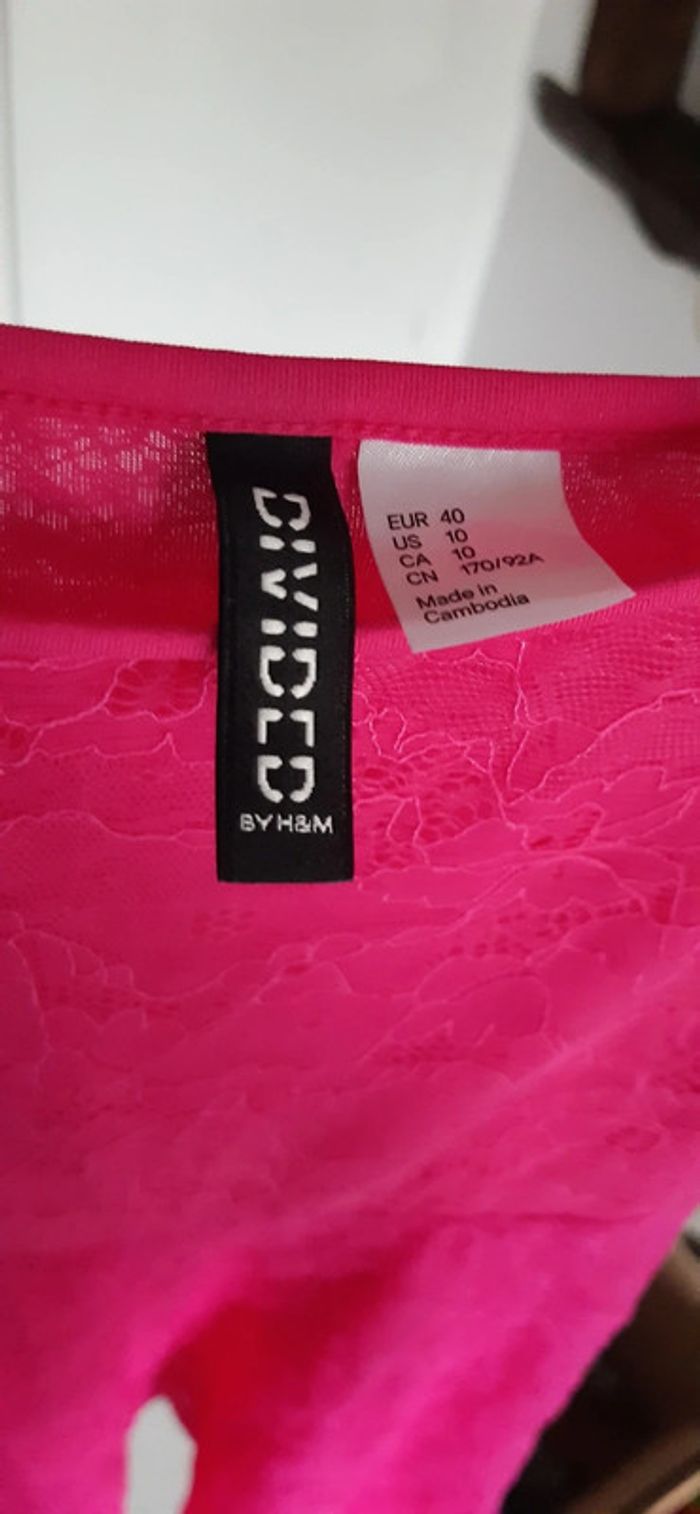 DIVIDED
BY H&M
EUR 40
US 10
CA 10
CN 170/92A
Made in
Cambodia